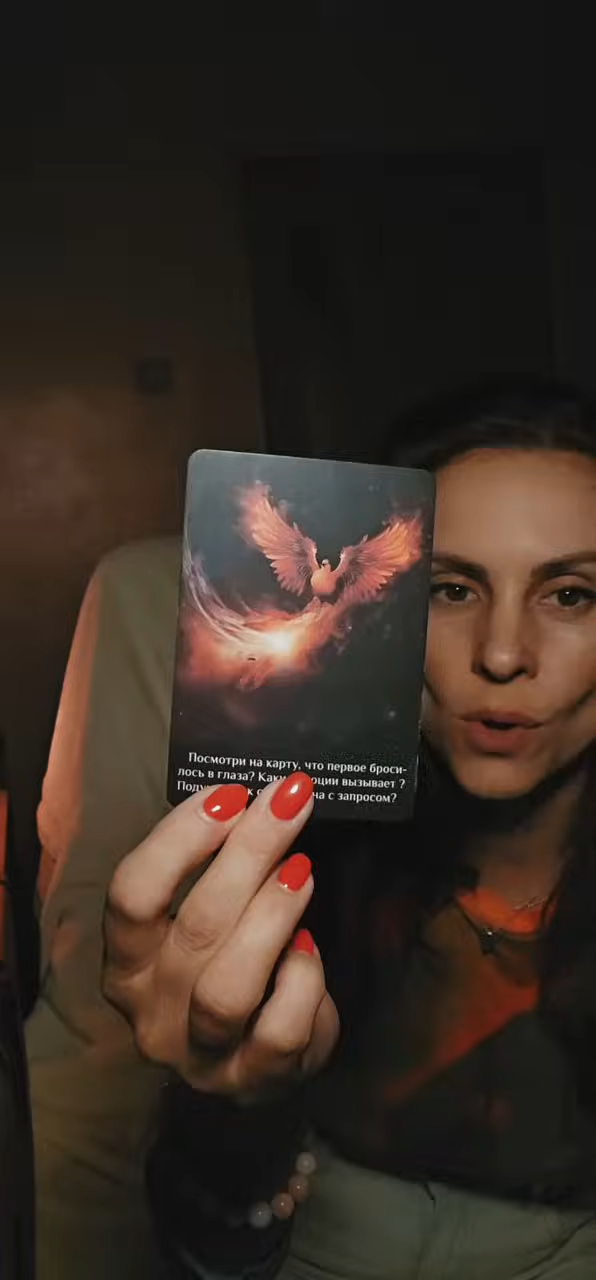 Посмотри на карту, что первое броси-
лось в глаза? вызывает ?
с запросом?